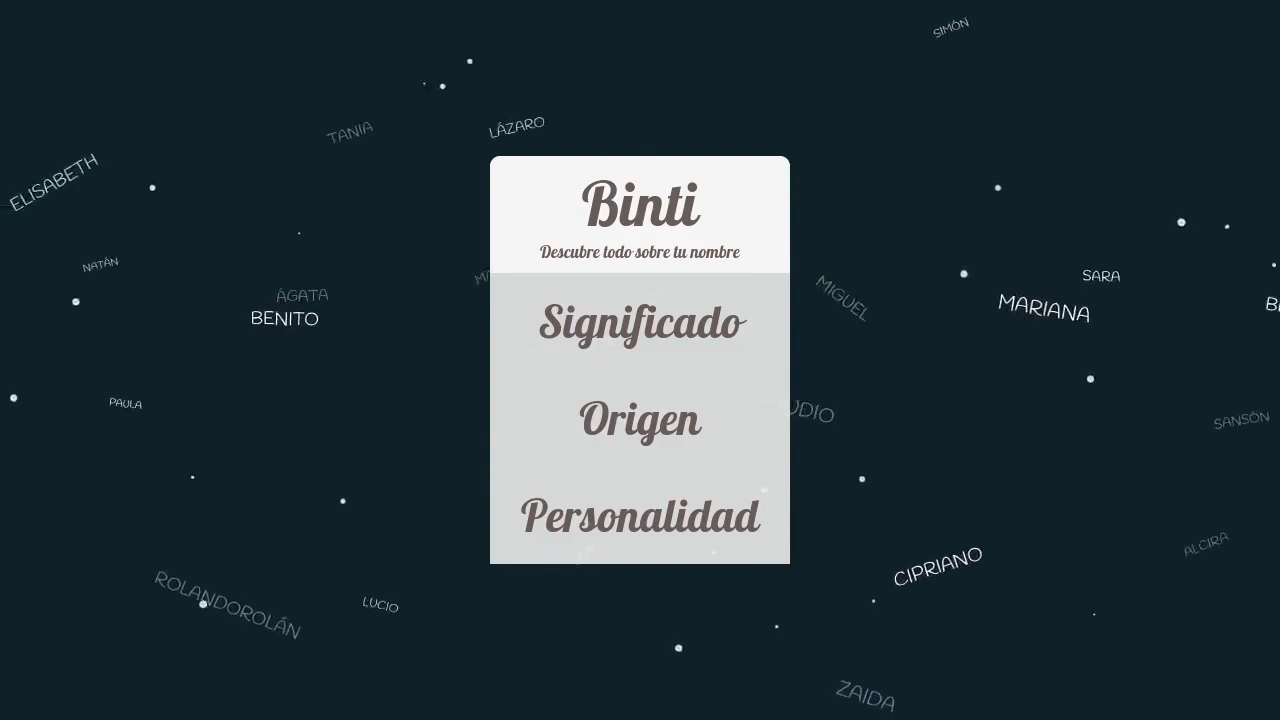 SIMÓN
TANIA
LÁZARO
ELISABETH
Binti
Descubre todo sobre tu nombre
NATÁN
ÁGATA
BENITO
MIGUEL
SARA
MARIANA
Significado
PAULA
Origen
SANSÓN
Personalidad
ALCIRA
CIPRIANO
ROLANDOROLÁN
LUCIO
ZAIDA